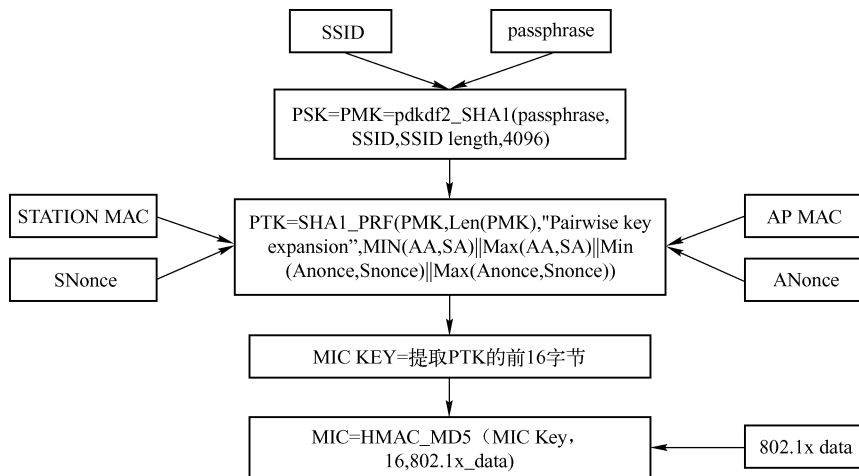 SSID
passphrase
PSK=PMK=pdkdf2_SHA1(passphrase,
SSID,SSID length,4096)
STATION MAC
SNonce
PTK=SHA1_PRF(PMK,Len(PMK),"Pairwise key
expansion”,MIN(AA,SA)||Max(AA,SA)||Min
(Anonce,Snonce)||Max(Anonce,Snonce))
AP MAC
ANonce
MIC KEY=提取PTK的前16字节
MIC=HMAC_MD5（MIC Key，
16,802.1x_data)
802.1x data